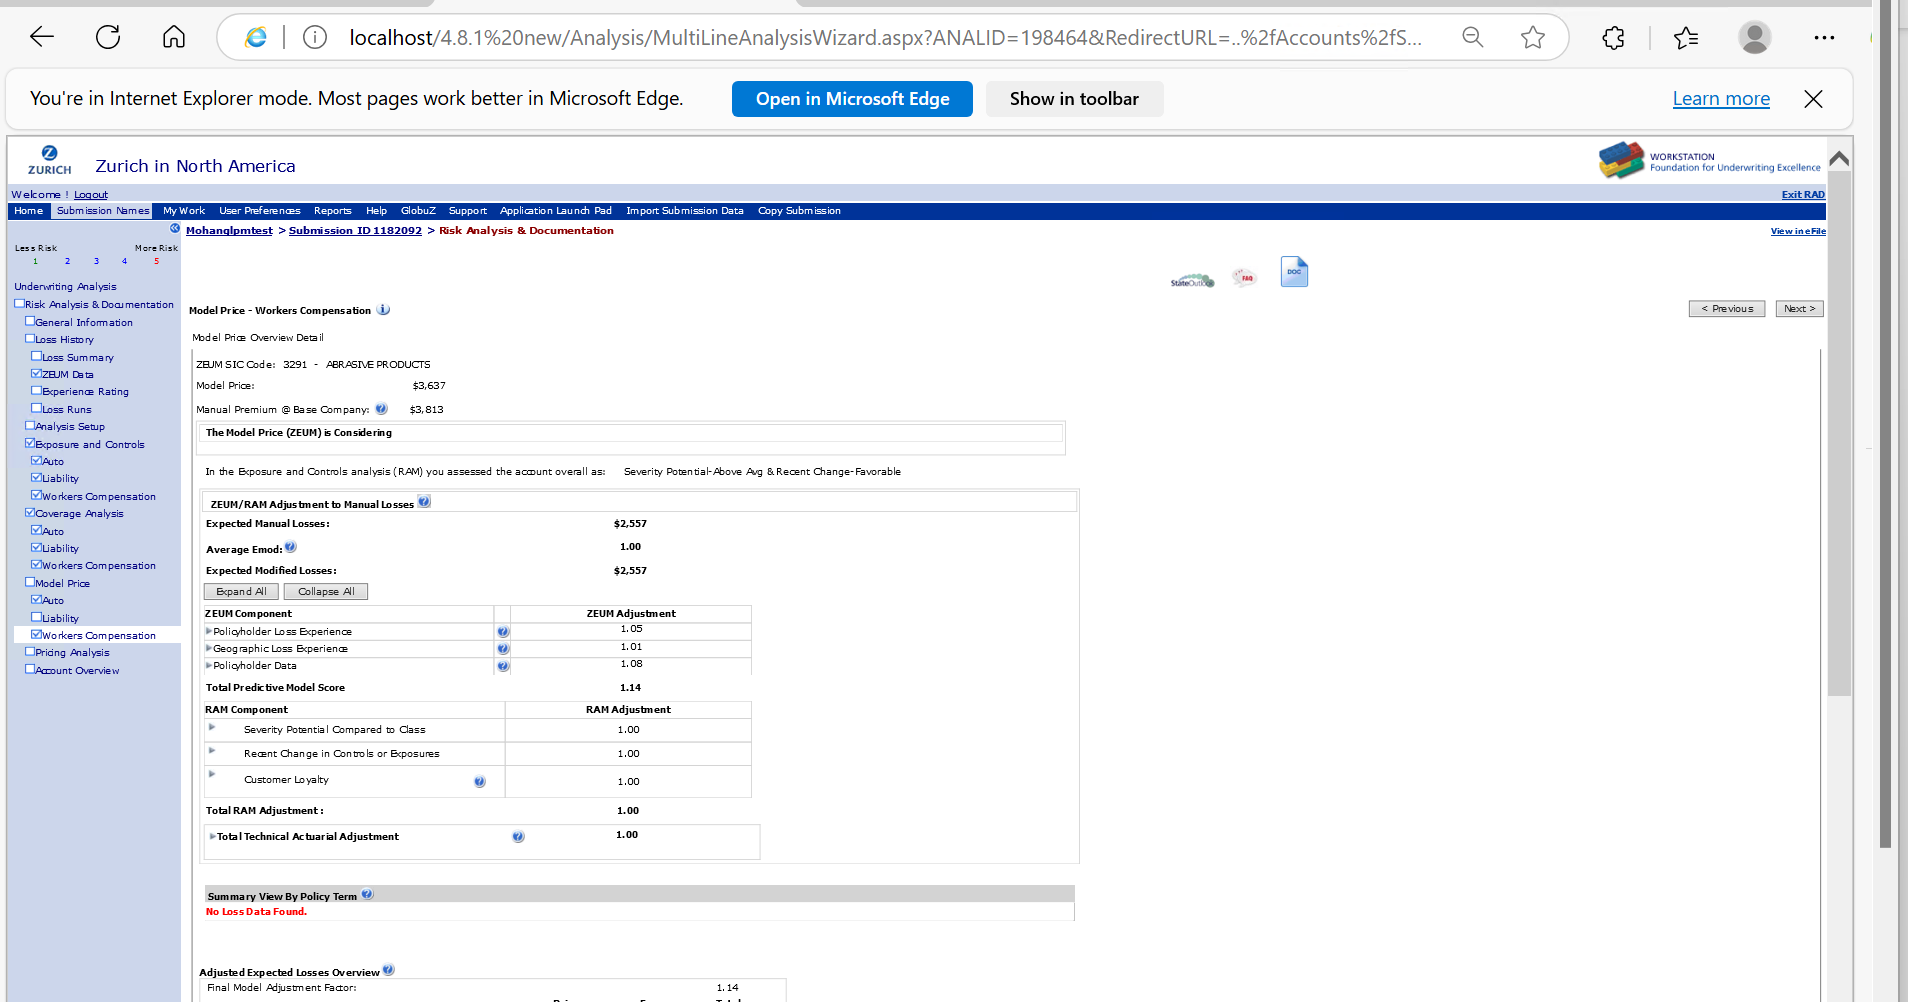 localhost/4.8.1%20new/Analysis/MultiLineAnalysisWizard.aspx?ANALID=198464&RedirectURL=..%2fAccounts%2fS...
You're in Internet Explorer mode. Most pages work better in Microsoft Edge.
Open in Microsoft Edge
Show in toolbar
Learn more
ZURICH
Zurich in North America
WORKSTATION
Foundation for Underwriting Excellence
Welcome ! Logout
Exit RAD
Home Submission Names My Work User Preferences Reports Help GlobuZ Support Application Launch Pad Import Submission Data Copy Submission
Mohanglpmtest > Submission ID 1182092 > Risk Analysis & Documentation
View in eFile
Less Risk More Risk
1 2 3 4 5
Underwriting Analysis
Risk Analysis & Documentation
General Information
Loss History
Loss Summary
ZEUM Data
Experience Rating
Loss Runs
Analysis Setup
Exposure and Controls
Auto
Liability
Workers Compensation
Coverage Analysis
Auto
Liability
Workers Compensation
Model Price
Auto
Liability
Workers Compensation
Pricing Analysis
Account Overview
StateOutlook
FAQ
DOC
Model Price - Workers Compensation
< Previous
Next >
Model Price Overview Detail
ZEUM SIC Code: 3291 - ABRASIVE PRODUCTS
Model Price: $3,637
Manual Premium @ Base Company: $3,813
The Model Price (ZEUM) is Considering
In the Exposure and Controls analysis (RAM) you assessed the account overall as: Severity Potential-Above Avg & Recent Change-Favorable
ZEUM/RAM Adjustment to Manual Losses
Expected Manual Losses: $2,557
Average Emod: 1.00
Expected Modified Losses: $2,557
Expand All Collapse All
ZEUM Component ZEUM Adjustment
Policyholder Loss Experience 1.05
Geographic Loss Experience 1.01
Policyholder Data 1.08
Total Predictive Model Score 1.14
RAM Component RAM Adjustment
Severity Potential Compared to Class 1.00
Recent Change in Controls or Exposures 1.00
Customer Loyalty 1.00
Total RAM Adjustment : 1.00
Total Technical Actuarial Adjustment 1.00
Summary View By Policy Term
No Loss Data Found.
Adjusted Expected Losses Overview
Final Model Adjustment Factor: 1.14